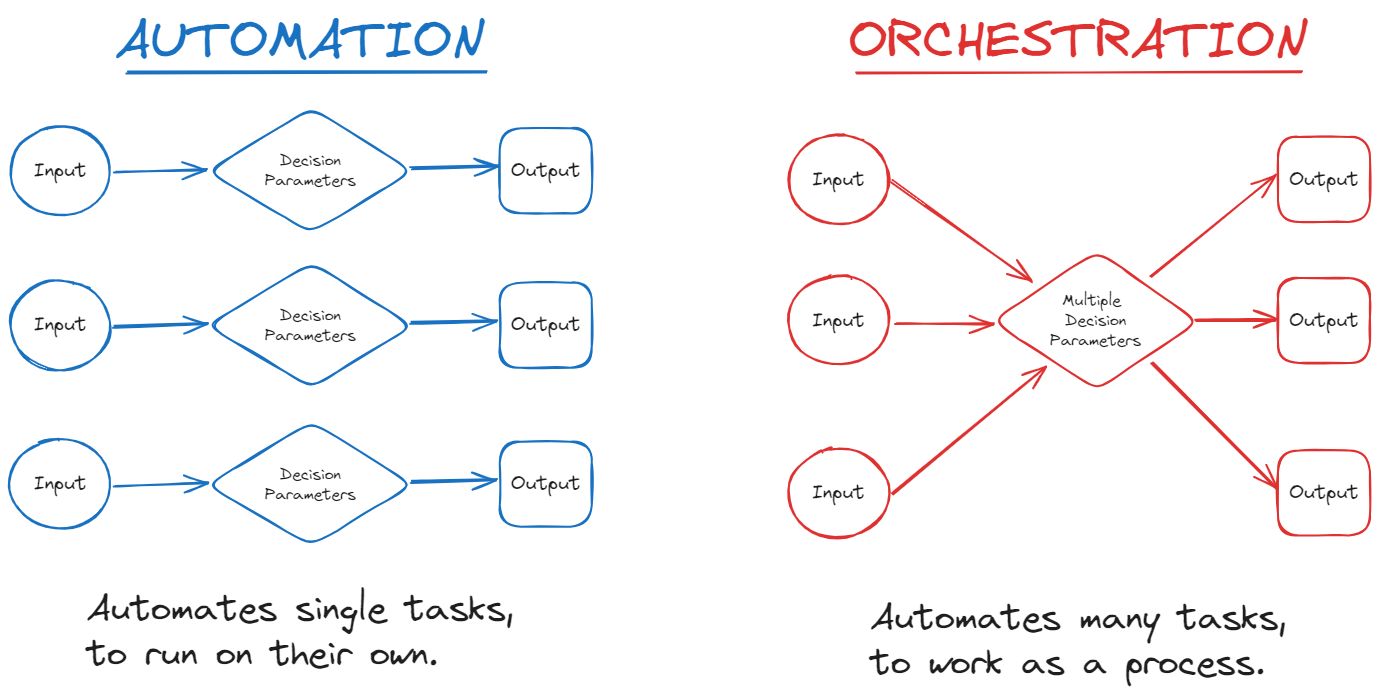 AUTOMATION
Input
Decision
Parameters
Output
Input
Decision
Parameters
Output
Input
Decision
Parameters
Output
Automates single tasks,
to run on their own.
ORCHESTRATION
Input
Input
Input
Multiple
Decision
Parameters
Output
Output
Output
Automates many tasks,
to work as a process.